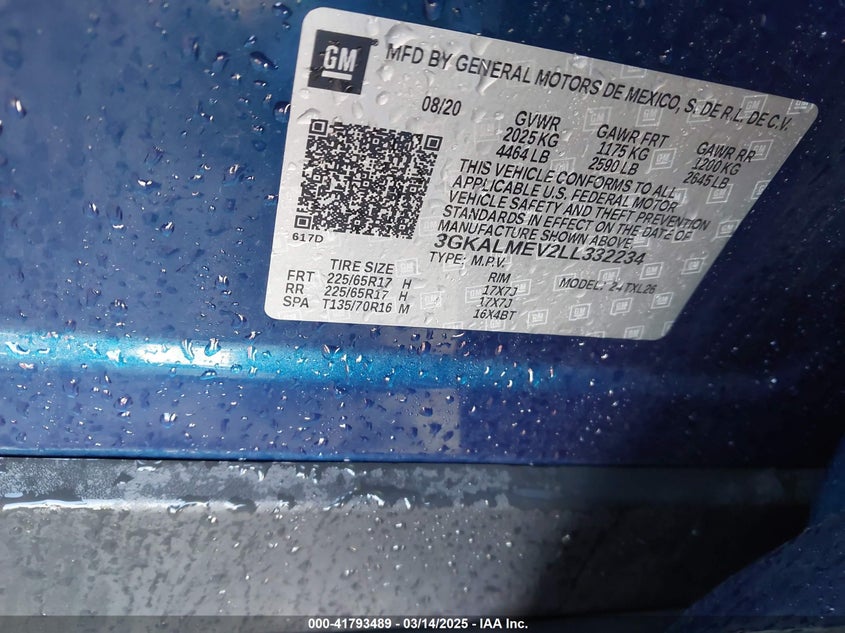 GM
MFD BY GENERAL MOTORS DE MEXICO, S. DE R.L. DE C.V.
08/20 GVWR GAWR FRT GAWR RR
2025 KG 1175 KG 1200 KG
4464 LB 2590 LB 2645 LB
THIS VEHICLE CONFORMS TO ALL
APPLICABLE U.S. FEDERAL MOTOR
VEHICLE SAFETY AND THEFT PREVENTION
STANDARDS IN EFFECT ON THE DATE OF
MANUFACTURE SHOWN ABOVE.
617D
3GKALMEV2LL332234
TYPE: M.P.V.
TIRE SIZE RIM MODEL:
FRT 225/65R17 H 17X7J
RR 225/65R17 H 17X7J
SPA T135/70R16 M 16X4BT
000-41793489 - 03/14/2025 - IAA Holdings, LLC.